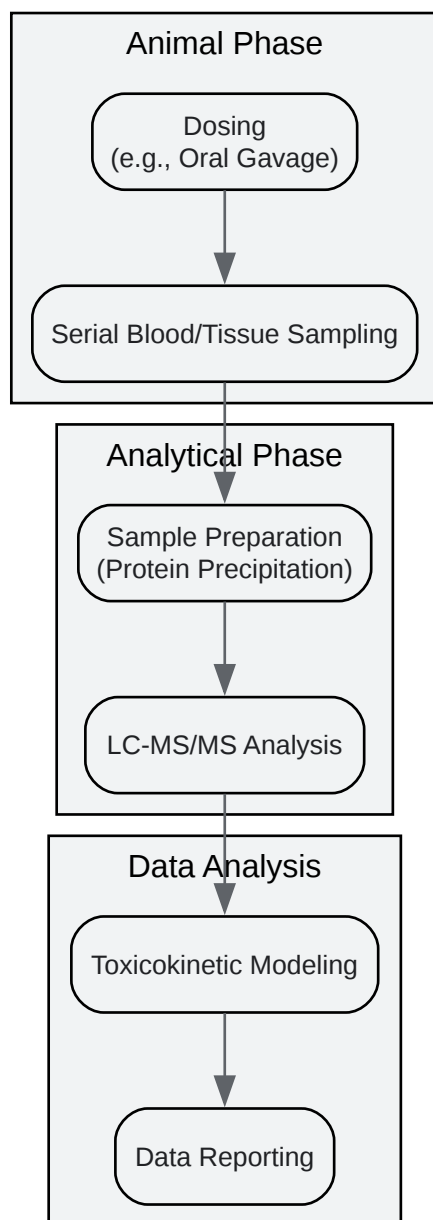 Animal Phase
Dosing
(e.g., Oral Gavage)
Serial Blood/Tissue Sampling
Analytical Phase
Sample Preparation
(Protein Precipitation)
LC-MS/MS Analysis
Data Analysis
Toxicokinetic Modeling
Data Reporting